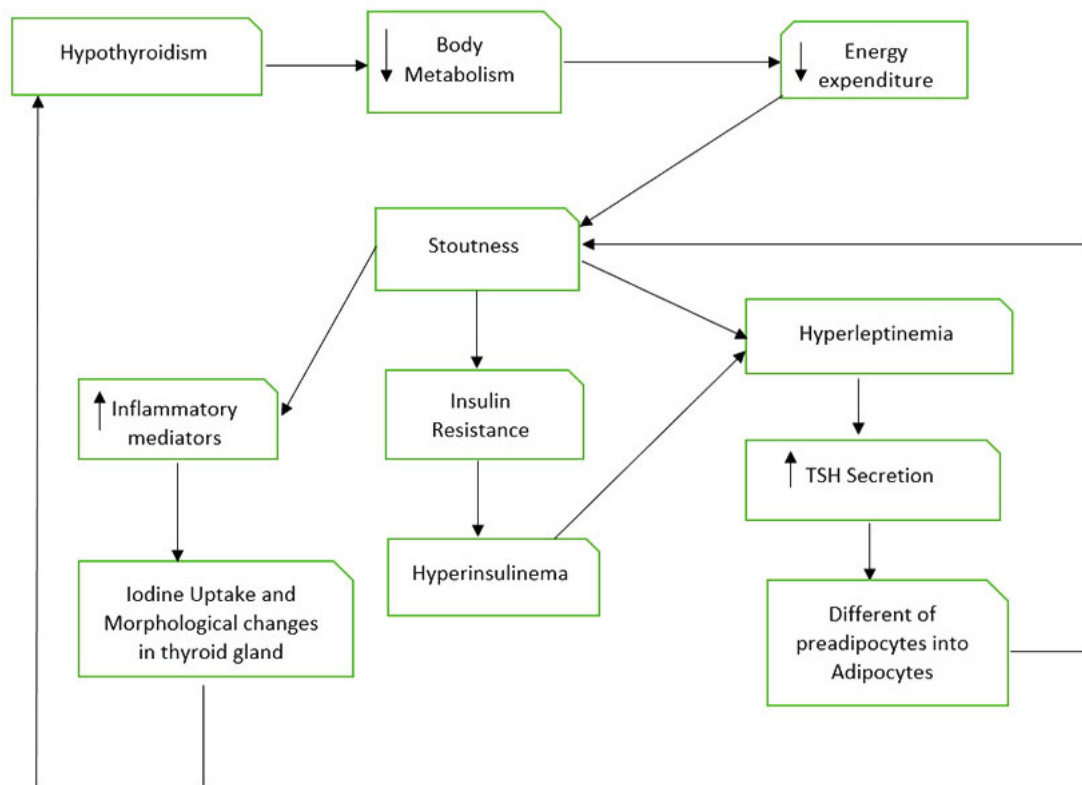 Hypothyroidism
Body
Metabolism
Energy
expenditure
Stoutness
Hyperleptinemia
Inflammatory
mediators
Insulin
Resistance
TSH Secretion
Hyperinsulinema
Iodine Uptake and
Morphological changes
in thyroid gland
Different of
preadipocytes into
Adipocytes